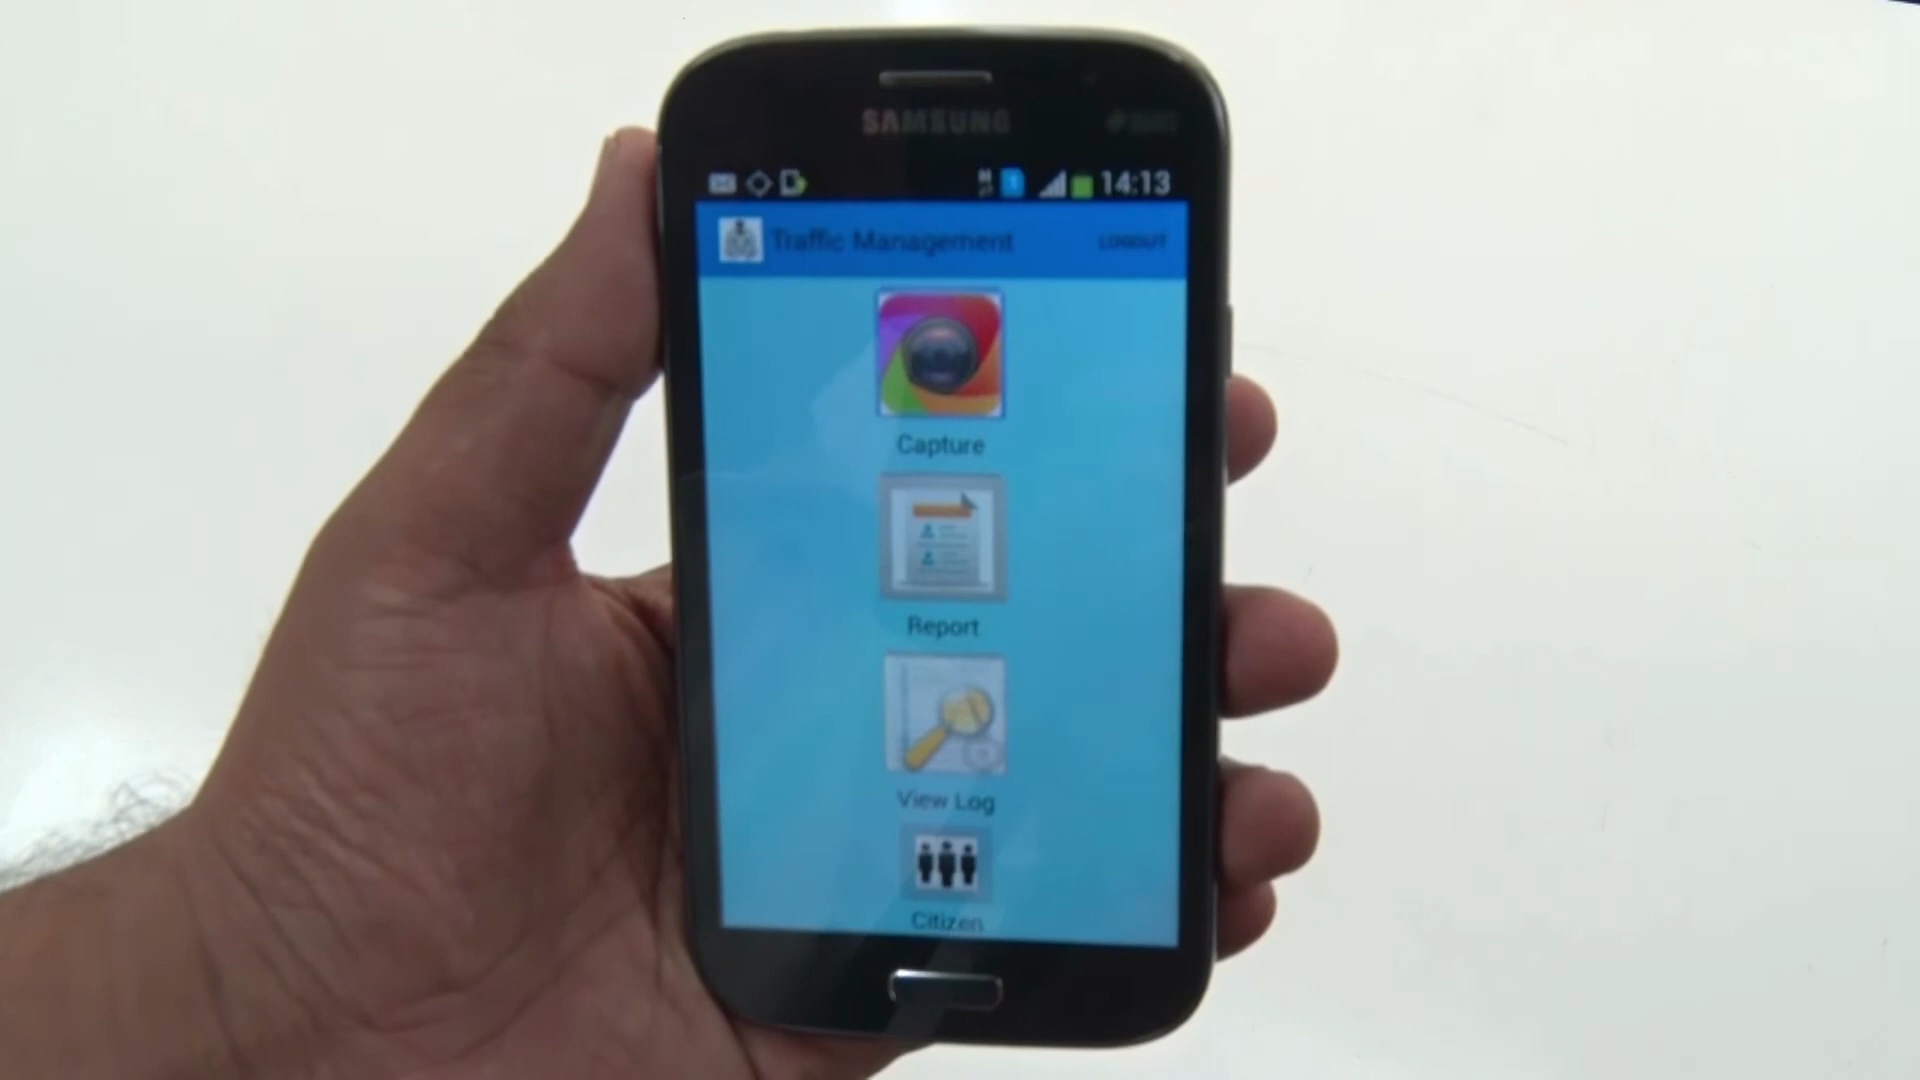 SAMSUNG
14:13
Traffic Management
LOGOUT
Capture
Report
View Log
Citizen